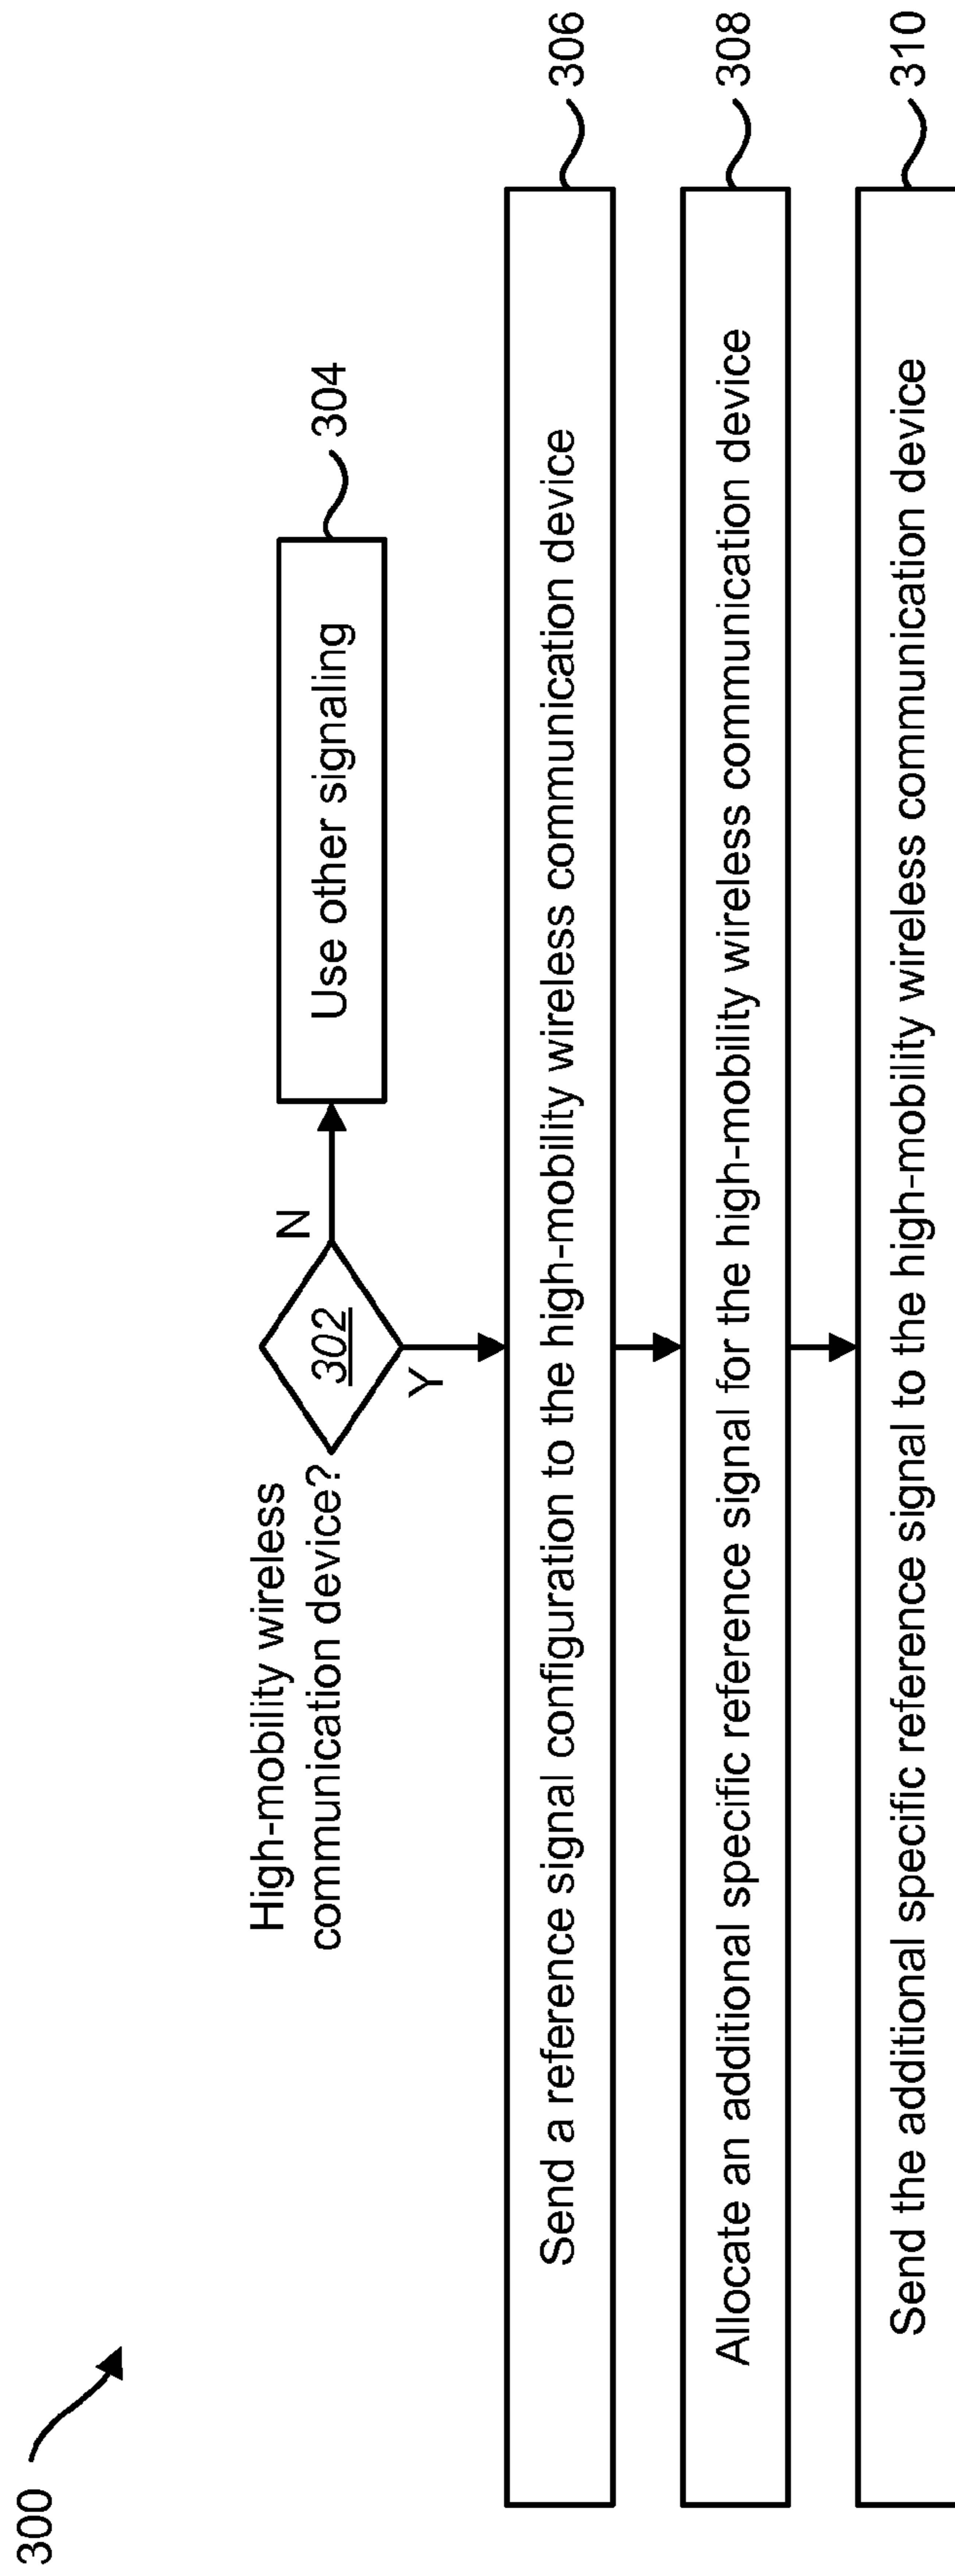 300
High-mobility wireless
communication device?
302
N
Use other signaling
304
Y
Send a reference signal configuration to the high-mobility wireless communication device
306
Allocate an additional specific reference signal for the high-mobility wireless communication device
308
Send the additional specific reference signal to the high-mobility wireless communication device
310